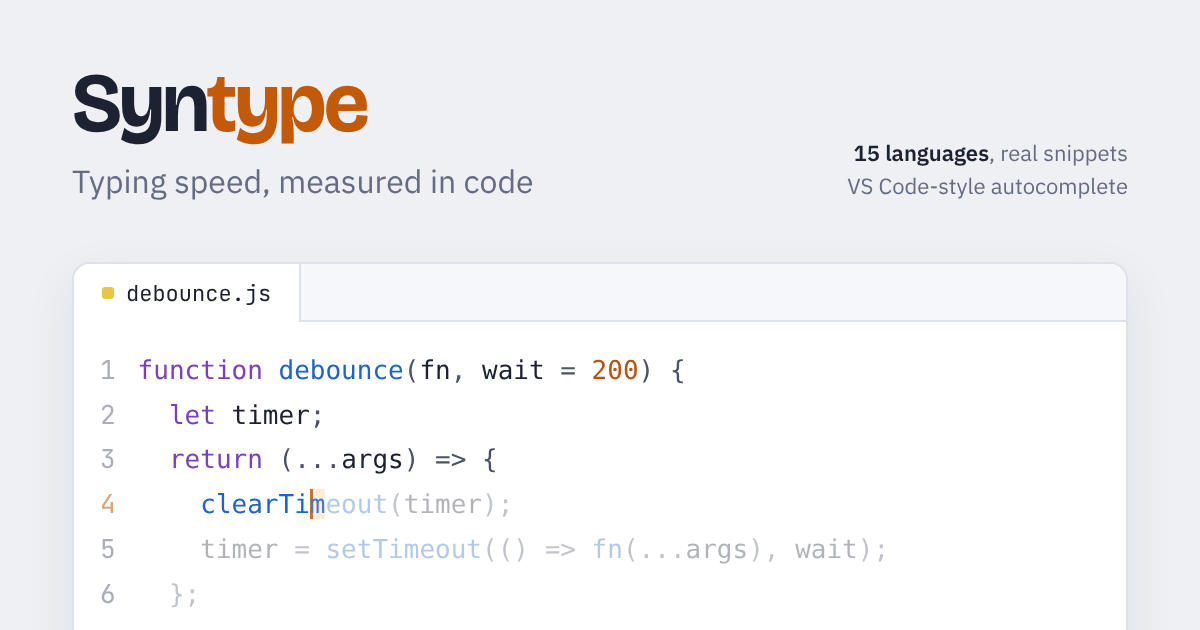 Syntype
Typing speed, measured in code
15 languages, real snippets
VS Code-style autocomplete
debounce.js
1 function debounce(fn, wait = 200) {
2   let timer;
3   return (...args) => {
4     clearTimeout(timer);
5     timer = setTimeout(() => fn(...args), wait);
6   };